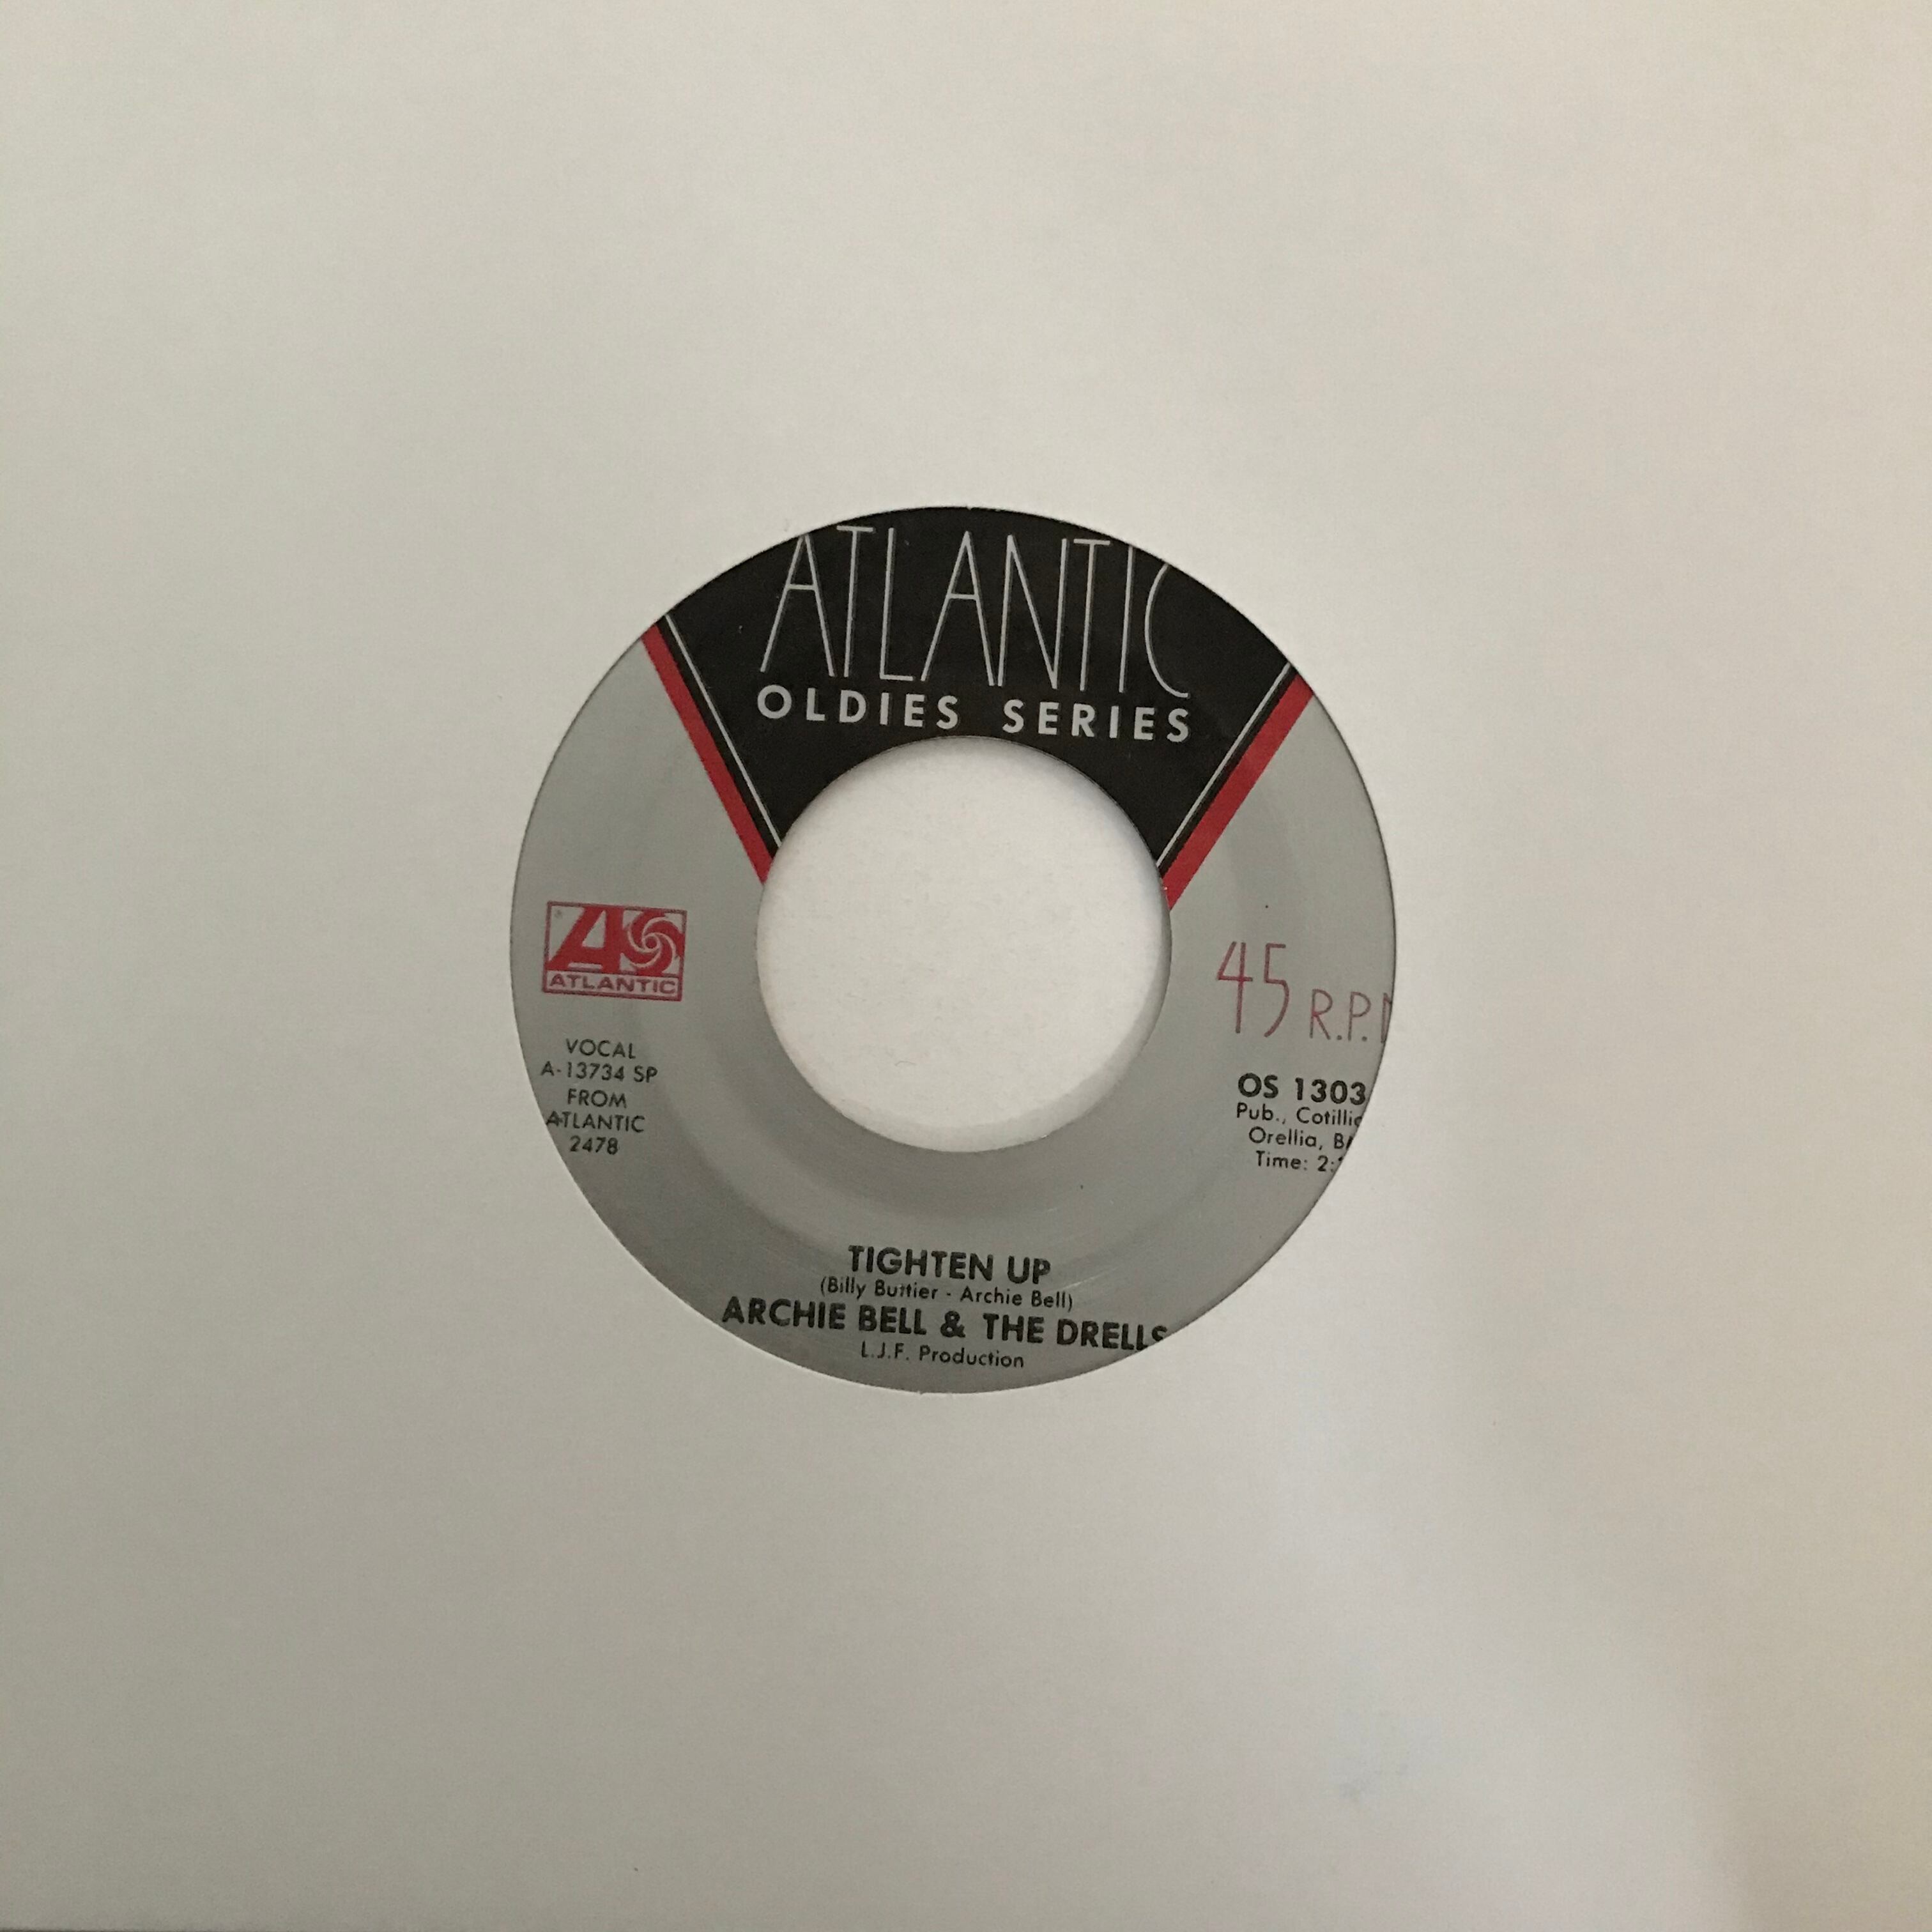 ATLANTIC
OLDIES SERIES
AS
ATLANTIC
VOCAL
A-13734 SP
FROM
ATLANTIC
2478
45 R.P.
OS 1303
Pub.,
Orellia,
Time: 2:
TIGHTEN UP
(Billy Buttier - Archie Bell)
ARCHIE BELL & THE DRELLS
L.J.F. Production